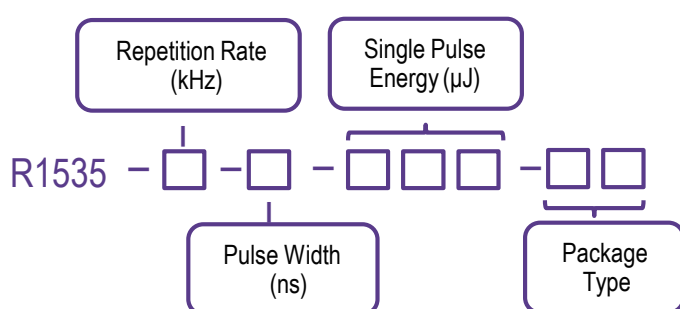 Repetition Rate
(kHz)
Single Pulse
Energy (µJ)
R1535 – □ – □ – □□□ – □□
Pulse Width
(ns)
Package
Type